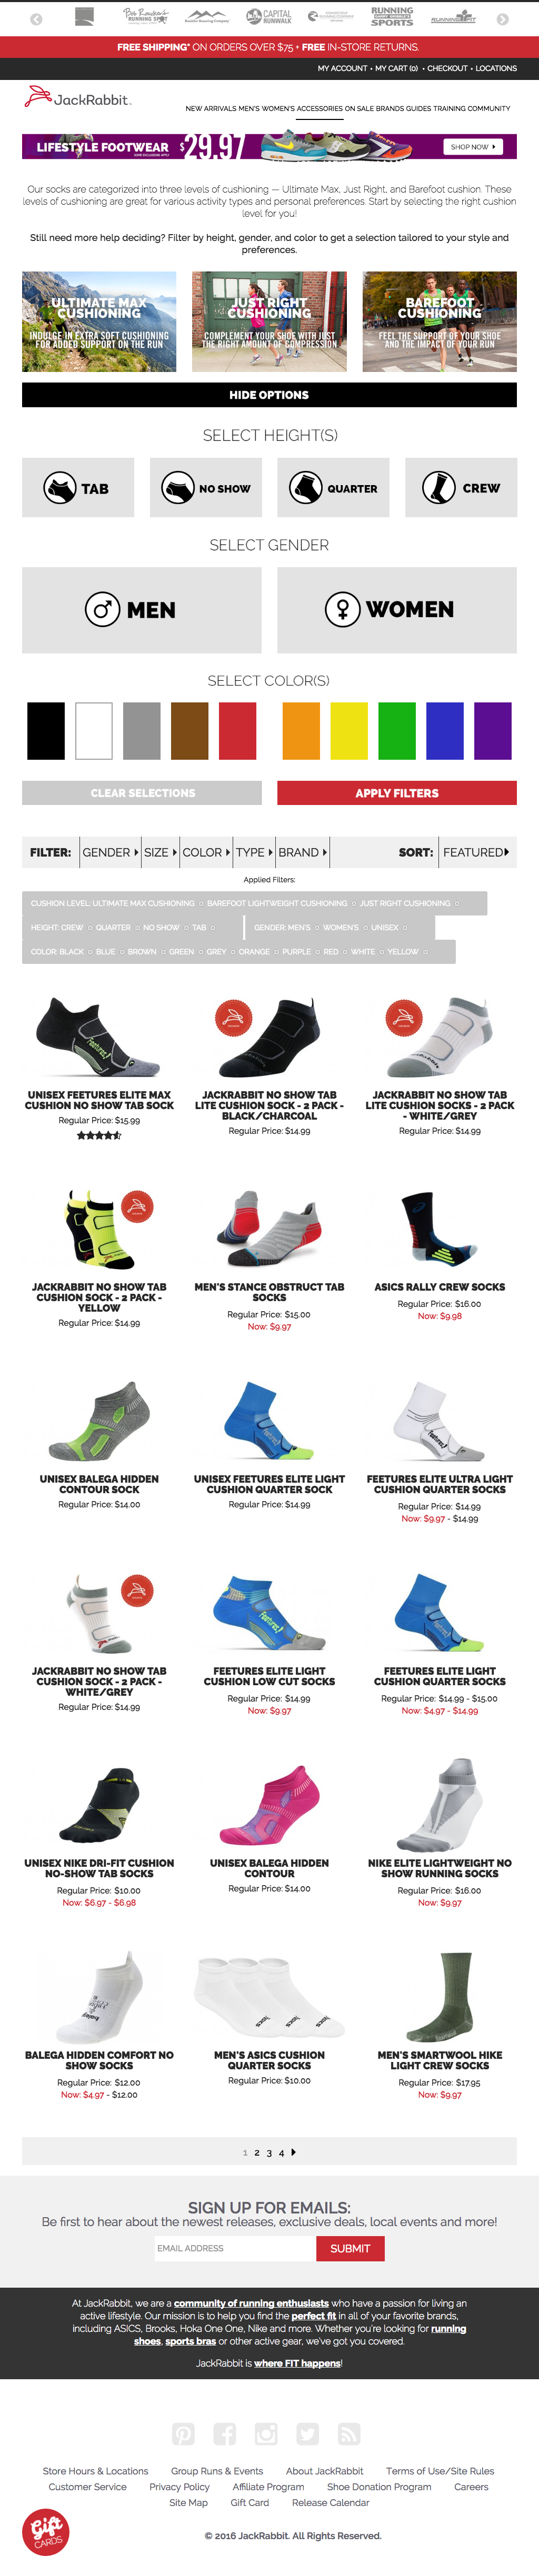 CAPITAL
RUNWALK
RUNNING
SPORTS
RUNNING FIT
FREE SHIPPING* ON ORDERS OVER $75 + FREE IN-STORE RETURNS.
MY ACCOUNT • MY CART (0) • CHECKOUT • LOCATIONS
JackRabbit
NEW ARRIVALS MEN'S WOMEN'S ACCESSORIES ON SALE BRANDS GUIDES TRAINING COMMUNITY
LIFESTYLE FOOTWEAR $29.97 SHOP NOW
Our socks are categorized into three levels of cushioning — Ultimate Max, Just Right, and Barefoot cushion. These
levels of cushioning are great for various activity types and personal preferences. Start by selecting the right cushion
level for you!
Still need more help deciding? Filter by height, gender, and color to get a selection tailored to your style and
preferences.
ULTIMATE MAX
CUSHIONING
INDULGE IN EXTRA SOFT CUSHIONING
FOR ADDED SUPPORT ON THE RUN
JUST RIGHT
CUSHIONING
COMPLEMENT YOUR SHOE WITH JUST
THE RIGHT AMOUNT OF COMPRESSION
BAREFOOT
CUSHIONING
FEEL THE SUPPORT OF YOUR SHOE
AND THE IMPACT OF YOUR RUN
HIDE OPTIONS
SELECT HEIGHT(S)
TAB
NO SHOW
QUARTER
CREW
SELECT GENDER
MEN
WOMEN
SELECT COLOR(S)
CLEAR SELECTIONS
APPLY FILTERS
FILTER: GENDER SIZE COLOR TYPE BRAND SORT: FEATURED
Applied Filters:
CUSHION LEVEL: ULTIMATE MAX CUSHIONING BAREFOOT LIGHTWEIGHT CUSHIONING JUST RIGHT CUSHIONING
HEIGHT: CREW QUARTER NO SHOW TAB GENDER: MEN'S WOMEN'S UNISEX
COLOR: BLACK BLUE BROWN GREEN GREY ORANGE PURPLE RED WHITE YELLOW
UNISEX FEETURES ELITE MAX
CUSHION NO SHOW TAB SOCK
Regular Price: $15.99
JACKRABBIT NO SHOW TAB
LITE CUSHION SOCK - 2 PACK -
BLACK/CHARCOAL
Regular Price: $14.99
JACKRABBIT NO SHOW TAB
LITE CUSHION SOCKS - 2 PACK
- WHITE/GREY
Regular Price: $14.99
JACKRABBIT NO SHOW TAB
CUSHION SOCK - 2 PACK -
YELLOW
Regular Price: $14.99
MEN'S STANCE OBSTRUCT TAB
SOCKS
Regular Price: $15.00
Now: $9.97
ASICS RALLY CREW SOCKS
Regular Price: $16.00
Now: $9.98
UNISEX BALEGA HIDDEN
CONTOUR SOCK
Regular Price: $14.00
UNISEX FEETURES ELITE LIGHT
CUSHION QUARTER SOCK
Regular Price: $14.99
FEETURES ELITE ULTRA LIGHT
CUSHION QUARTER SOCKS
Regular Price: $14.99
Now: $9.97 - $14.99
JACKRABBIT NO SHOW TAB
CUSHION SOCK - 2 PACK -
WHITE/GREY
Regular Price: $14.99
FEETURES ELITE LIGHT
CUSHION LOW CUT SOCKS
Regular Price: $14.99
Now: $9.97
FEETURES ELITE LIGHT
CUSHION QUARTER SOCKS
Regular Price: $14.99 - $15.00
Now: $4.97 - $14.99
UNISEX NIKE DRI-FIT CUSHION
NO-SHOW TAB SOCKS
Regular Price: $10.00
Now: $6.97 - $6.98
UNISEX BALEGA HIDDEN
CONTOUR
Regular Price: $14.00
NIKE ELITE LIGHTWEIGHT NO
SHOW RUNNING SOCKS
Regular Price: $16.00
Now: $9.97
BALEGA HIDDEN COMFORT NO
SHOW SOCKS
Regular Price: $12.00
Now: $4.97 - $12.00
MEN'S ASICS CUSHION
QUARTER SOCKS
Regular Price: $10.00
MEN'S SMARTWOOL HIKE
LIGHT CREW SOCKS
Regular Price: $17.95
Now: $9.97
1 2 3 4
SIGN UP FOR EMAILS:
Be first to hear about the newest releases, exclusive deals, local events and more!
EMAIL ADDRESS SUBMIT
At JackRabbit, we are a community of running enthusiasts who have a passion for living an
active lifestyle. Our mission is to help you find the perfect fit in all of your favorite brands,
including ASICS, Brooks, Hoka One One, Nike and more. Whether you're looking for running
shoes, sports bras or other active gear, we've got you covered.
JackRabbit is where FIT happens!
Store Hours & Locations Group Runs & Events About JackRabbit Terms of Use/Site Rules
Customer Service Privacy Policy Affiliate Program Shoe Donation Program Careers
Site Map Gift Card Release Calendar
Gift
CARDS
© 2016 JackRabbit. All Rights Reserved.